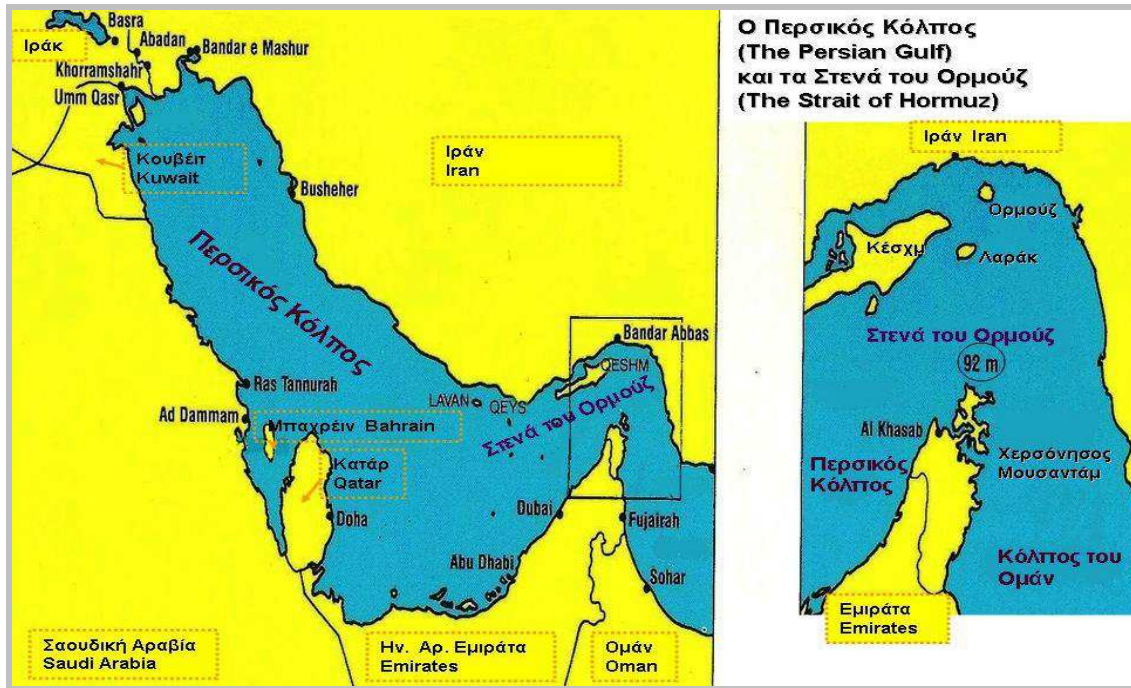 Ιράκ
Basra
Abadan
Bandar e Mashur
Khorramshahr
Umm Qasr
Κουβέιτ
Kuwait
Ιράν
Iran
Busheher
Περσικός Κόλπος
Bandar Abbas
QESHM
Ras Tannurah
LAVAN
QEYS
Στενά του Ορμούζ
Ad Dammam
Μπαχρέιν Bahrain
Κατάρ
Qatar
Doha
Dubai
Fujairah
Abu Dhabi
Sohar
Σαουδική Αραβία
Saudi Arabia
Ην. Αρ. Εμιράτα
Emirates
Ομάν
Oman
Ο Περσικός Κόλπος
(The Persian Gulf)
και τα Στενά του Ορμούζ
(The Strait of Hormuz)
Ιράν Iran
Ορμούζ
Κέσχμ
Λαράκ
Στενά του Ορμούζ
92 m
Al Khasab
Χερσόνησος
Μουσαντάμ
Περσικός
Κόλπος
Κόλπος του
Ομάν
Εμιράτα
Emirates